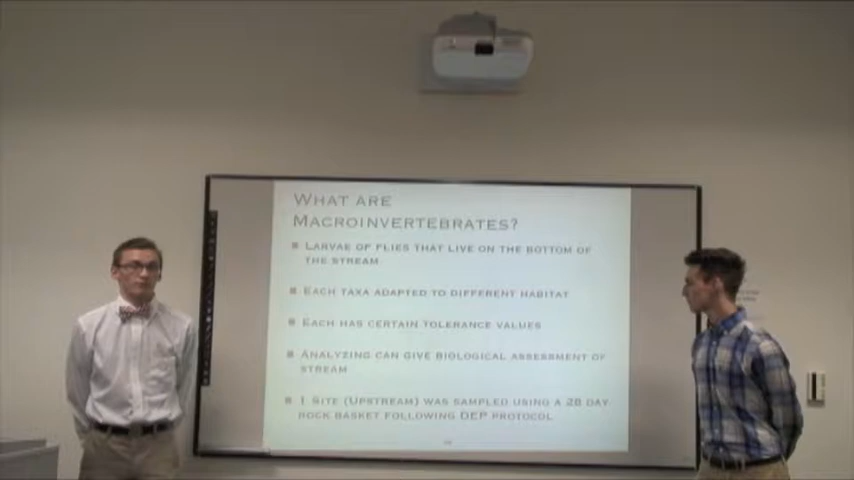 WHAT ARE
MACROINVERTEBRATES?
LARVAE OF FLIES THAT LIVE ON THE BOTTOM OF
THE STREAM
EACH TAXA ADAPTED TO DIFFERENT HABITAT
EACH HAS CERTAIN TOLERANCE VALUES
ANALYZING CAN GIVE BIOLOGICAL ASSESSMENT OF
STREAM
1 SITE (UPSTREAM) WAS SAMPLED USING A 28 DAY
ROCK BASKET FOLLOWING DEP PROTOCOL